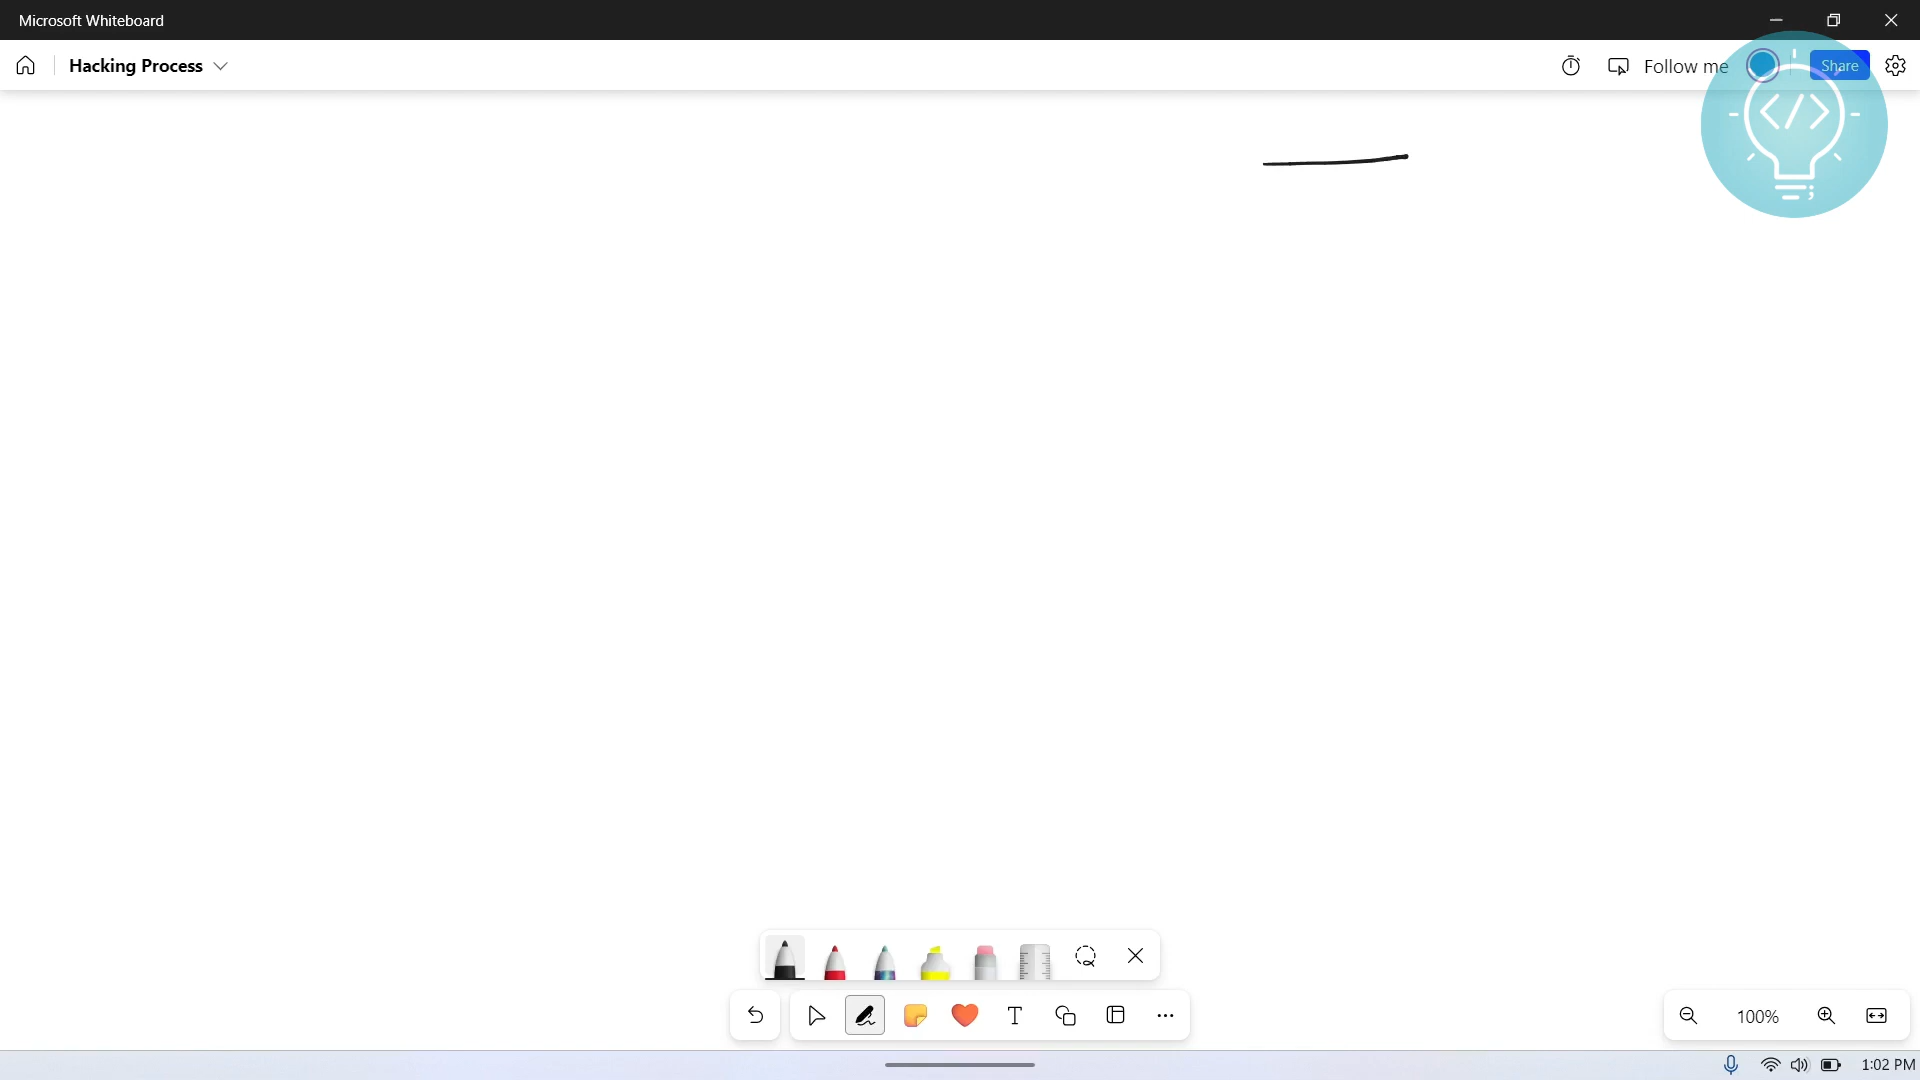 Microsoft Whiteboard
Hacking Process
Follow me
Share
</>
;
T
100%
1:02 PM